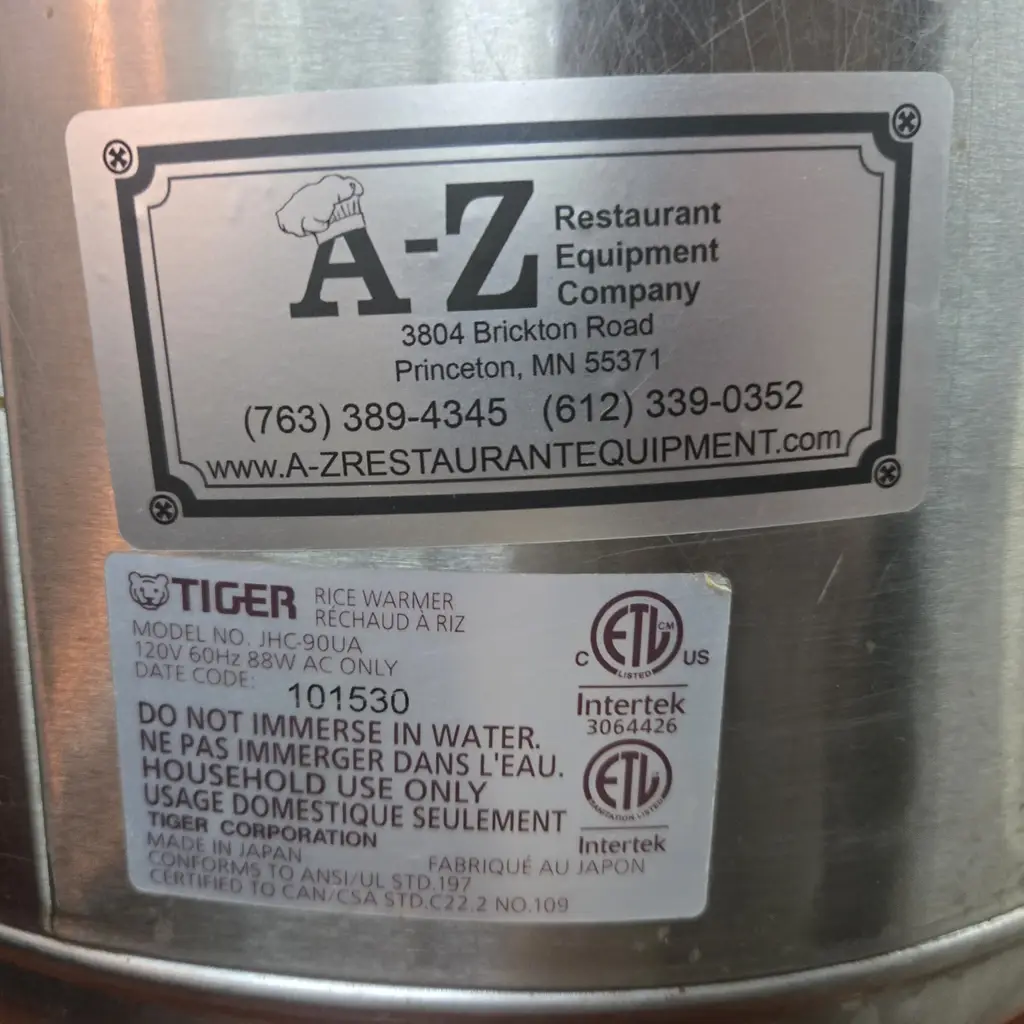 A-Z Restaurant
Equipment
Company
3804 Brickton Road
Princeton, MN 55371
(763) 389-4345 (612) 339-0352
www.A-ZRESTAURANTEQUIPMENT.com
TIGER RICE WARMER
RÉCHAUD À RIZ
MODEL NO. JHC-90UA
120V 60Hz 88W AC ONLY
DATE CODE: 101530
DO NOT IMMERSE IN WATER.
NE PAS IMMERGER DANS L'EAU.
HOUSEHOLD USE ONLY
USAGE DOMESTIQUE SEULEMENT
TIGER CORPORATION
MADE IN JAPAN FABRIQUÉ AU JAPON
CONFORMS TO ANSI/UL STD.197
CERTIFIED TO CAN/CSA STD.C22.2 NO.109
ETL CM
C US
LISTED
Intertek
3064426
ETL
SANITATION LISTED
Intertek